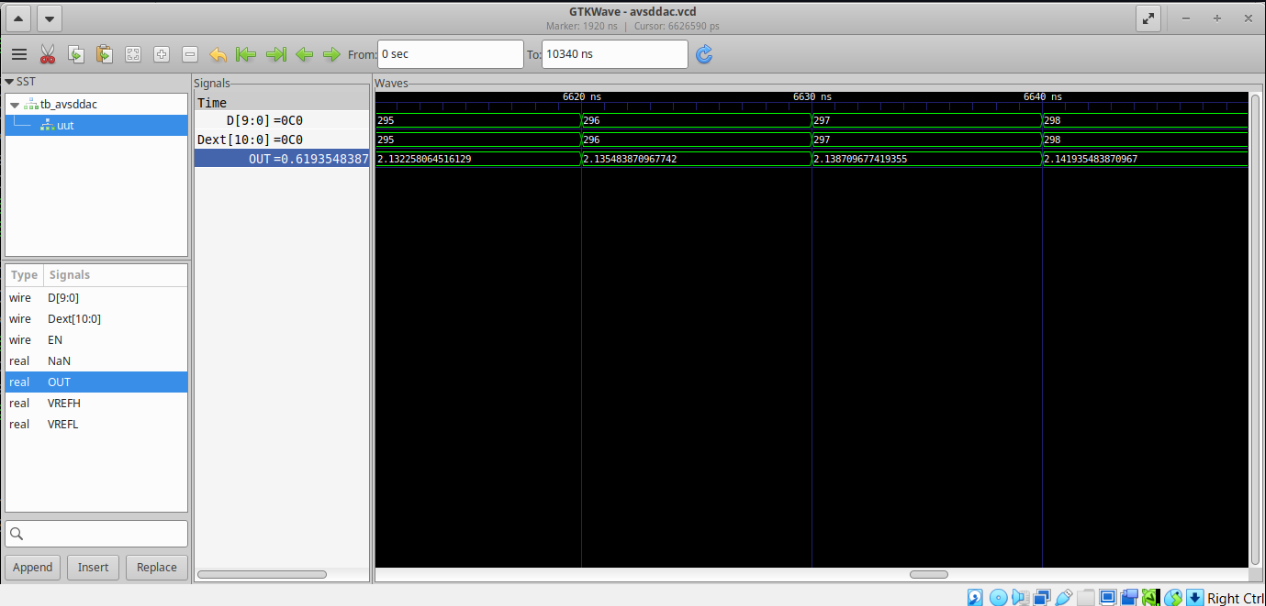 GTKWave - avsddac.vcd
Marker: 1920 ns | Cursor: 6626590 ps
From: 0 sec To: 10340 ns
SST
tb_avsddac
uut
Type Signals
wire D[9:0]
wire Dext[10:0]
wire EN
real NaN
real OUT
real VREFH
real VREFL
Append Insert Replace
Signals
Time
D[9:0] =0C0
Dext[10:0] =0C0
OUT =0.6193548387
Waves
6620 ns 6630 ns 6640 ns
295 296 297 298
295 296 297 298
2.132258064516129 2.135483870967742 2.138709677419355 2.141935483870967
Right Ctrl